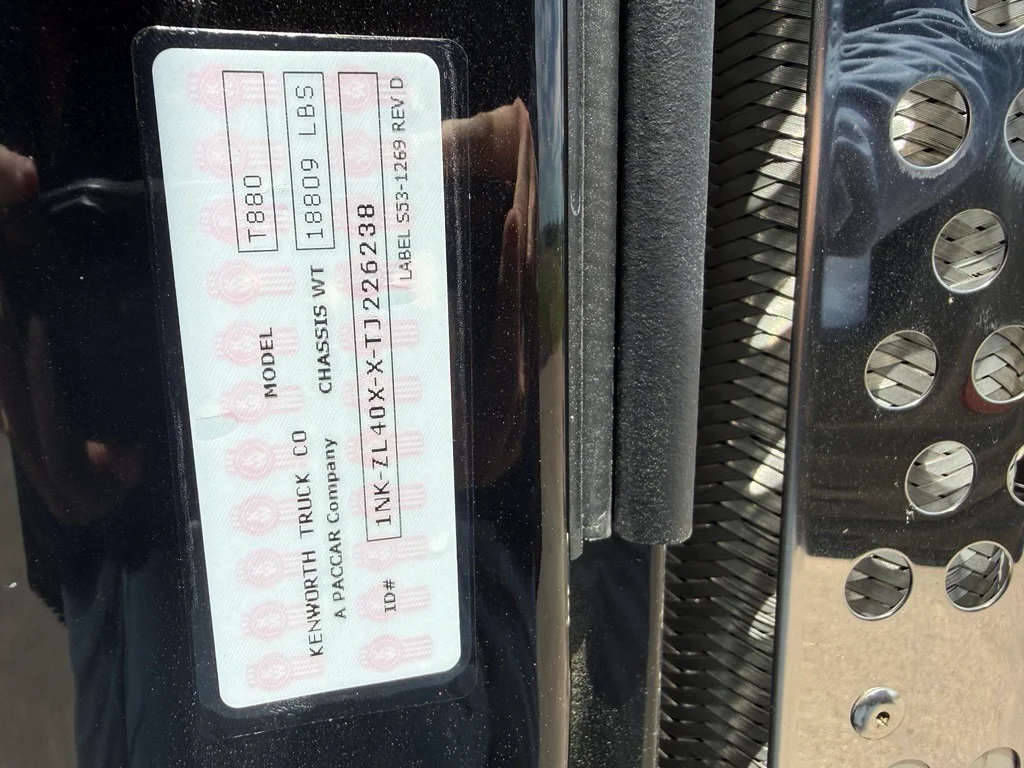 KENWORTH TRUCK CO MODEL T880
A PACCAR Company CHASSIS WT 18809 LBS
ID# 1NK-ZL40X-X-TJ226238
LABEL S53-1269 REV D